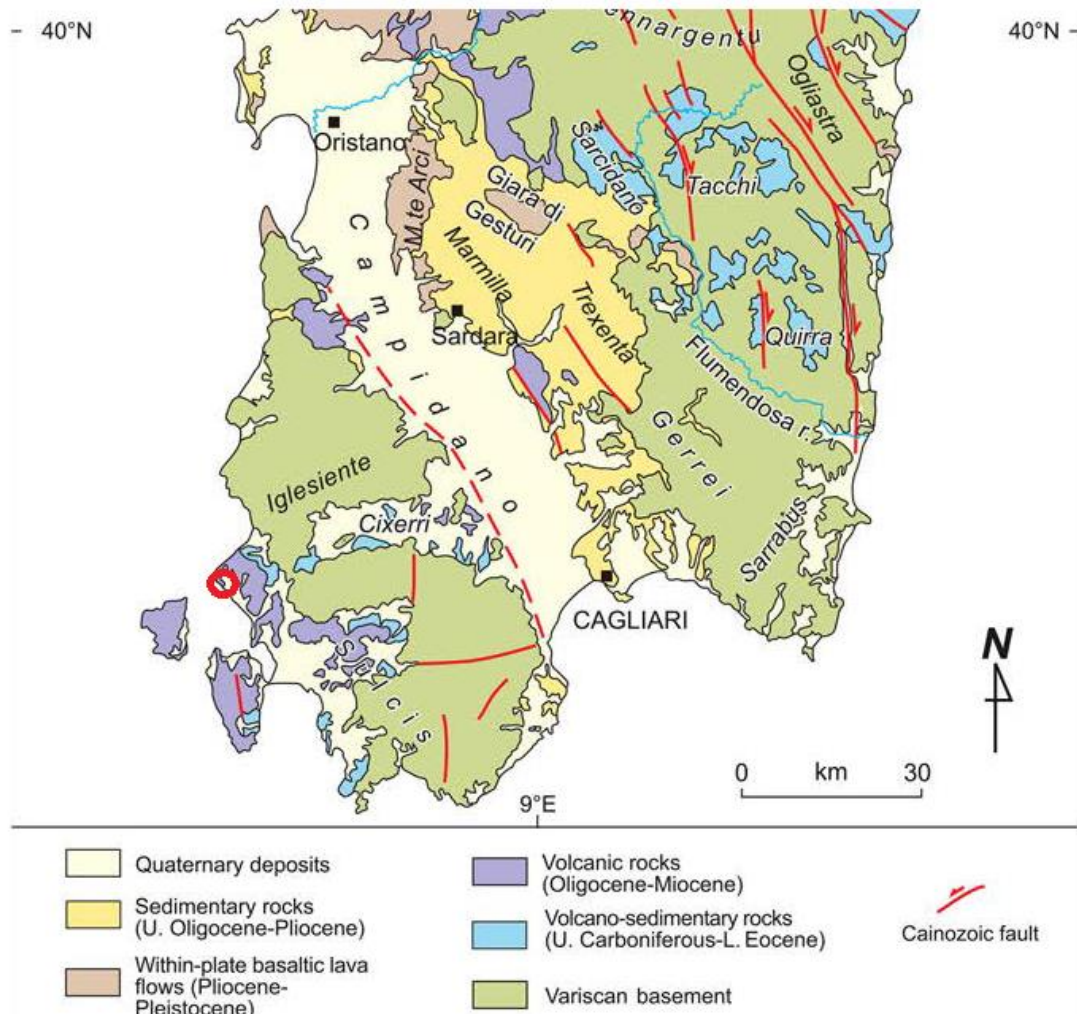 40°N
40°N
ennargentu
Ogliastra
Oristano
Sarcidano
Tacchi
M.te Arci
Giara di
Gesturi
Campidano
Marmilla
Trexenta
Sardara
Quirra
Flumendosa r.
Gerrei
Iglesiente
Cixerri
Sarrabus
CAGLIARI
Sulcis
N
0 km 30
9°E
Quaternary deposits
Sedimentary rocks
(U. Oligocene-Pliocene)
Within-plate basaltic lava
flows (Pliocene-
Pleistocene)
Volcanic rocks
(Oligocene-Miocene)
Volcano-sedimentary rocks
(U. Carboniferous-L. Eocene)
Variscan basement
Cainozoic fault